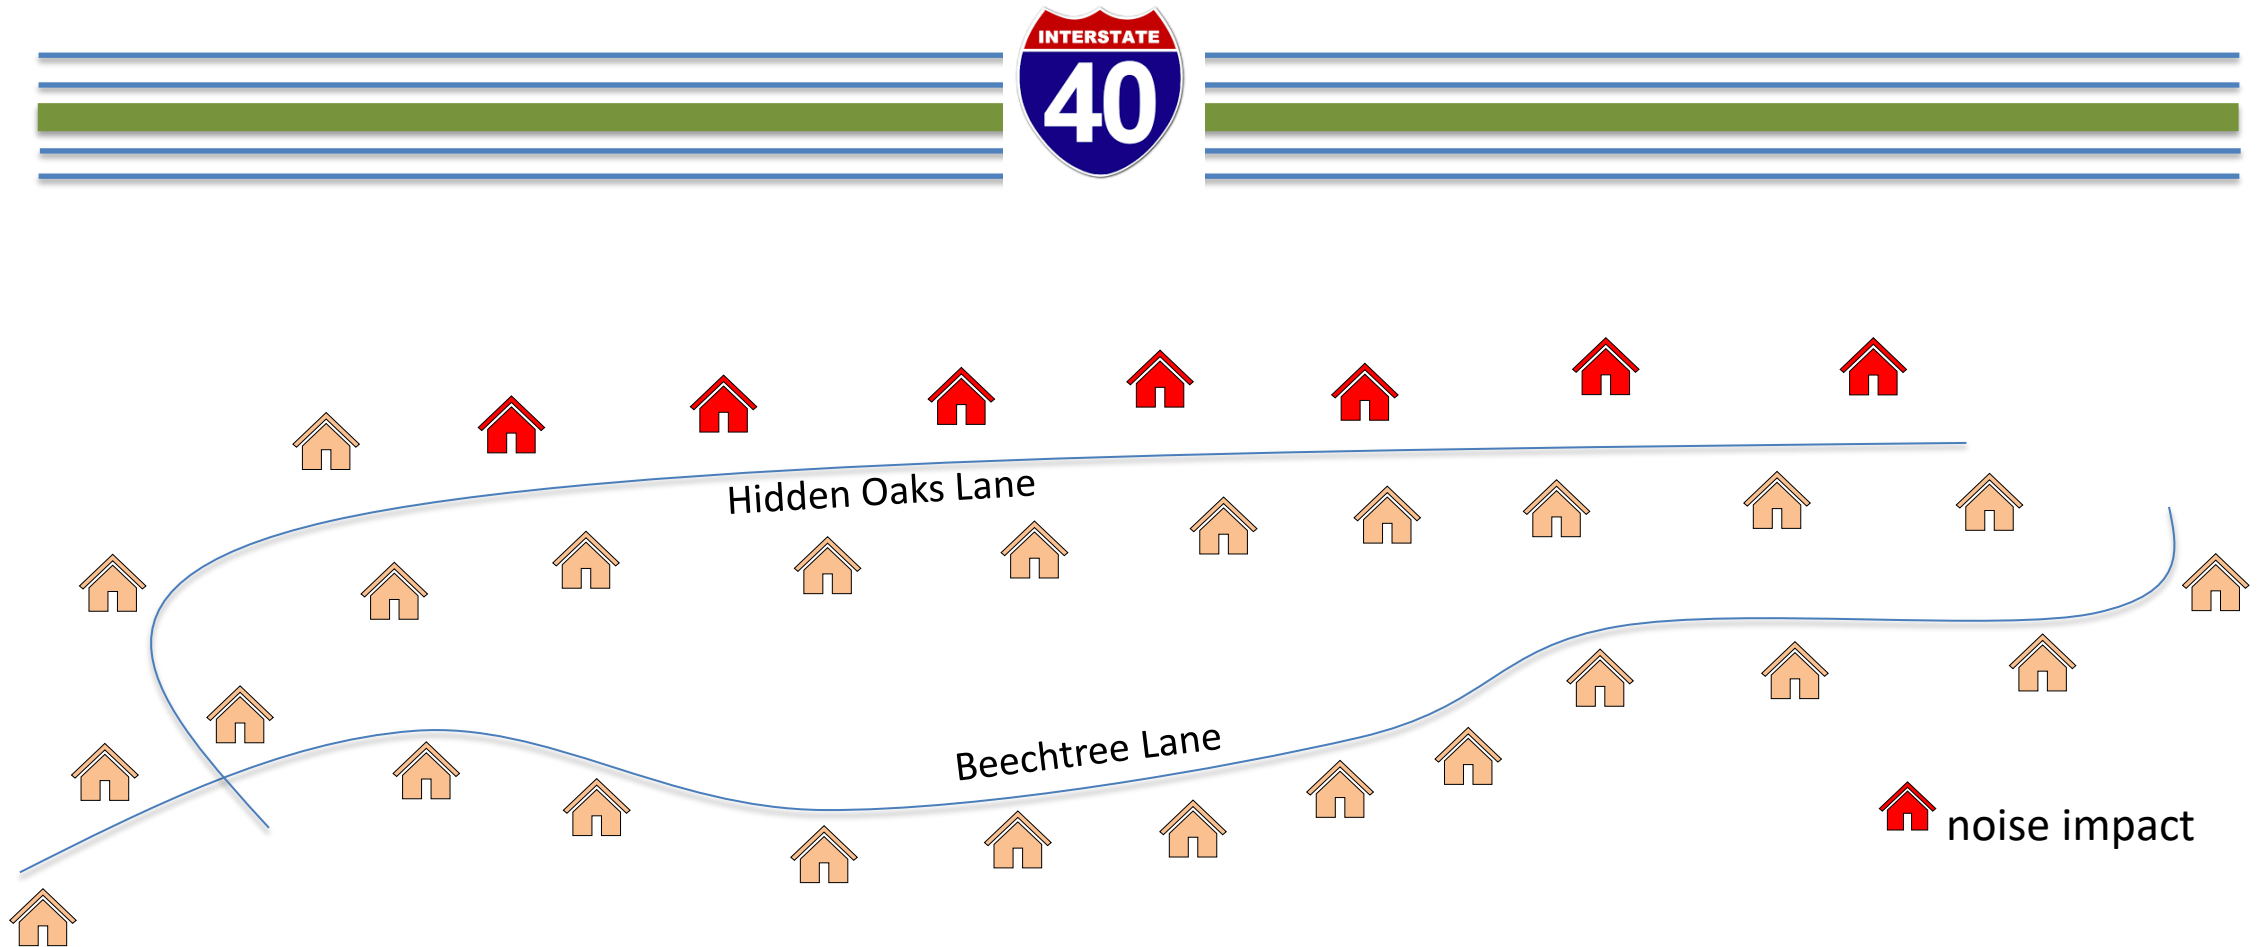 INTERSTATE
40
Hidden Oaks Lane
Beechtree Lane
noise impact